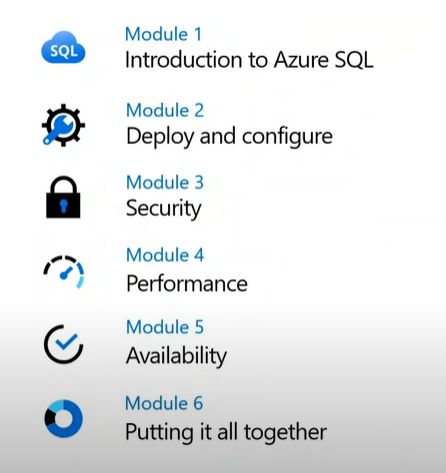 SQL
Module 1
Introduction to Azure SQL
Module 2
Deploy and configure
Module 3
Security
Module 4
Performance
Module 5
Availability
Module 6
Putting it all together